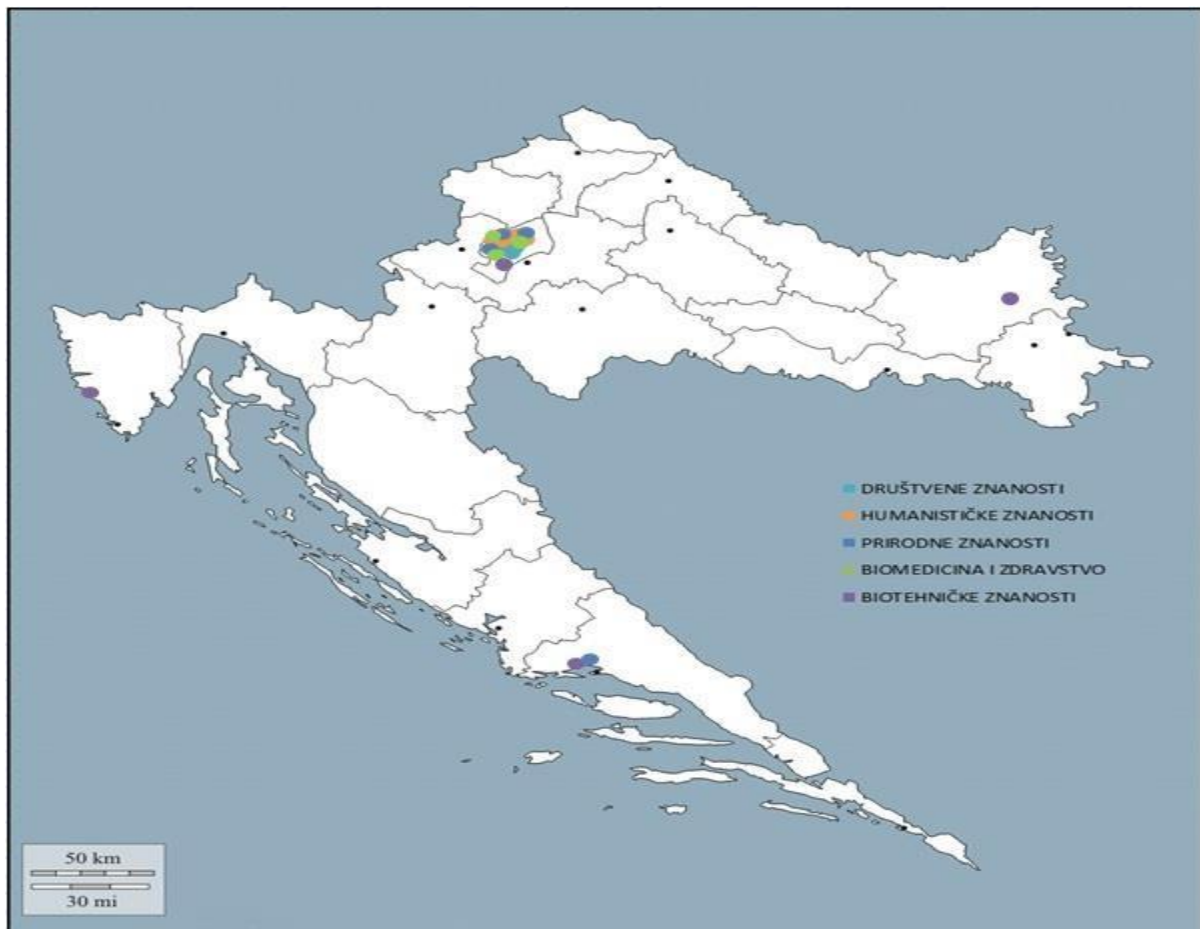 DRUŠTVENE ZNANOSTI
HUMANISTIČKE ZNANOSTI
PRIRODNE ZNANOSTI
BIOMEDICINA I ZDRAVSTVO
BIOTEHNIČKE ZNANOSTI
50 km
30 mi